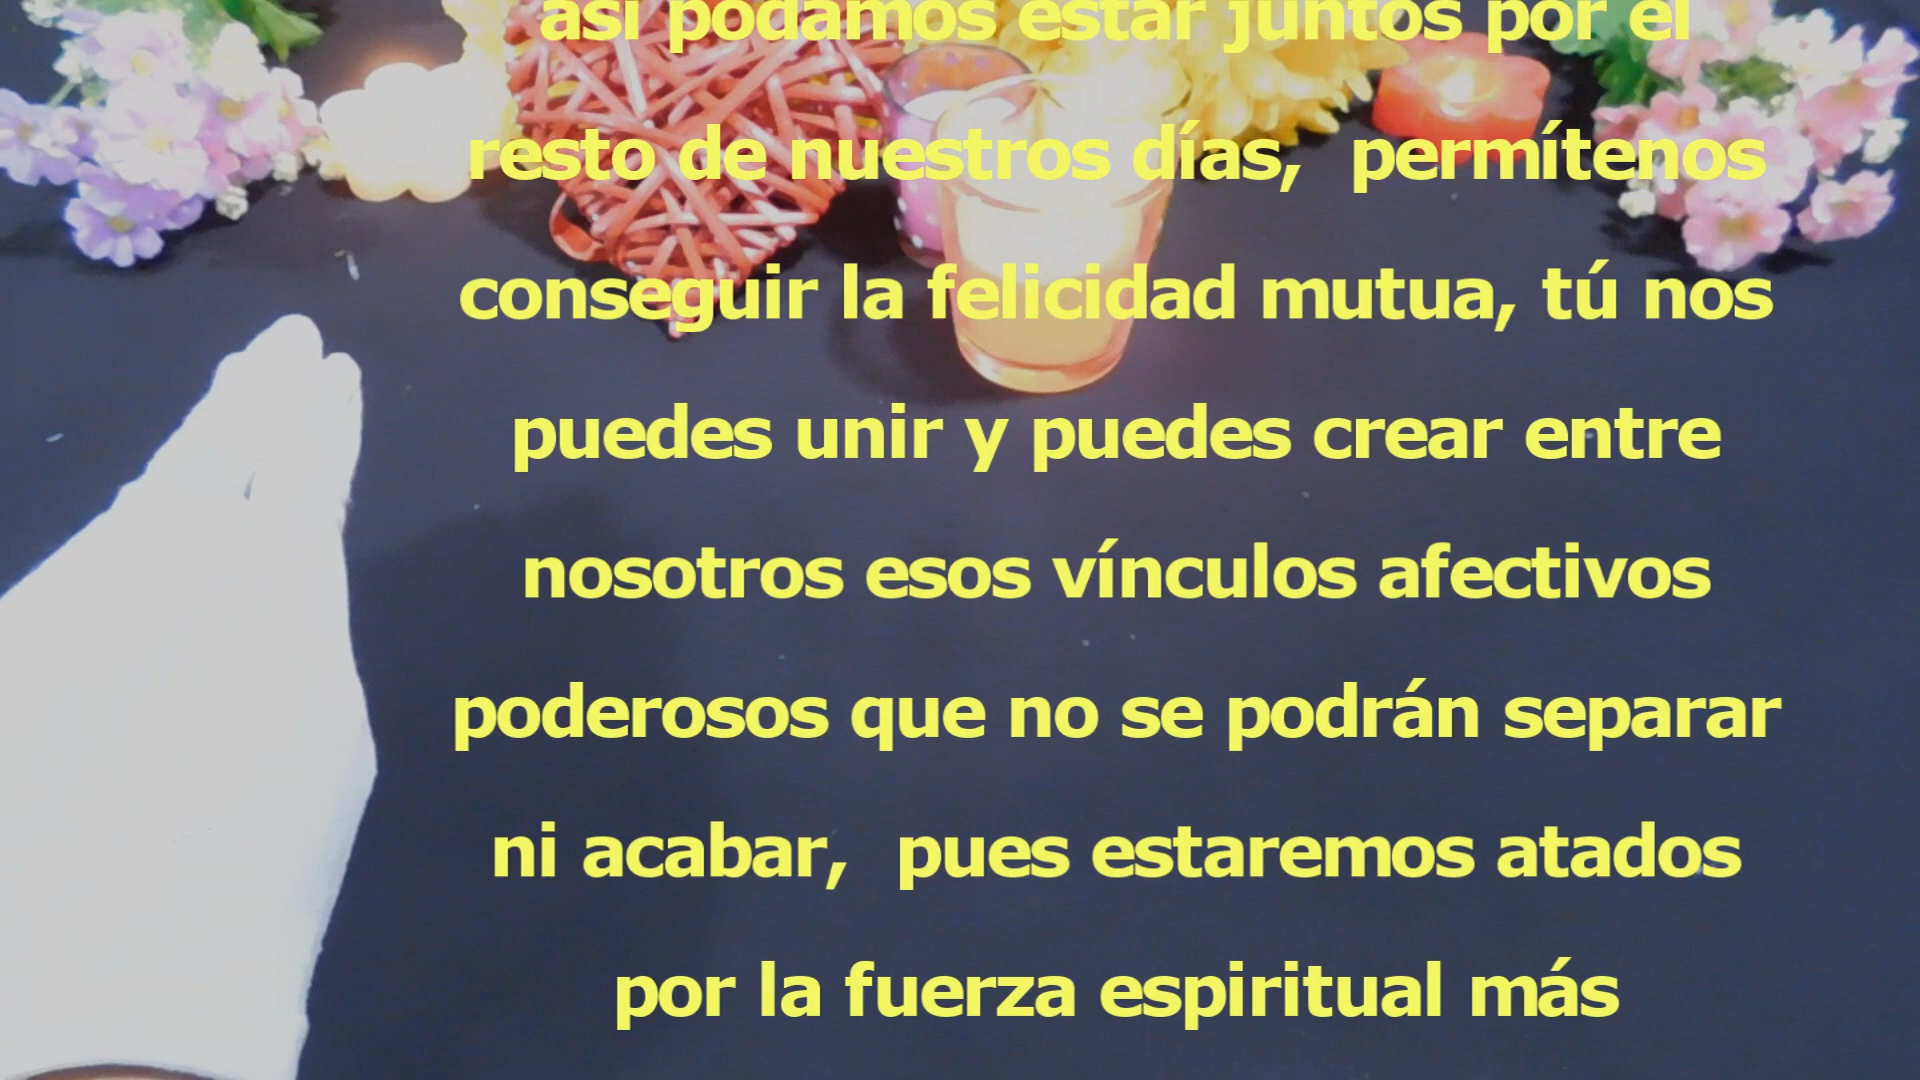 así podamos estar juntos por el
resto de nuestros días, permítenos
conseguir la felicidad mutua, tú nos
puedes unir y puedes crear entre
nosotros esos vínculos afectivos
poderosos que no se podrán separar
ni acabar, pues estaremos atados
por la fuerza espiritual más